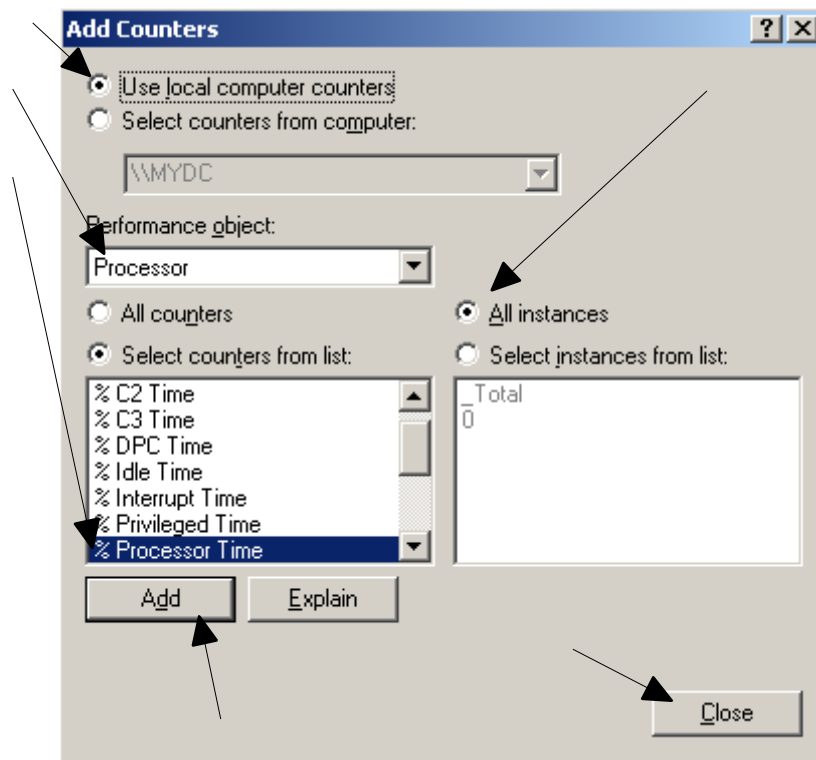 Add Counters
Use local computer counters
Select counters from computer:
\\MYDC
Performance object:
Processor
All counters
All instances
Select counters from list:
Select instances from list:
% C2 Time
% C3 Time
% DPC Time
% Idle Time
% Interrupt Time
% Privileged Time
% Processor Time
_Total
0
Add
Explain
Close